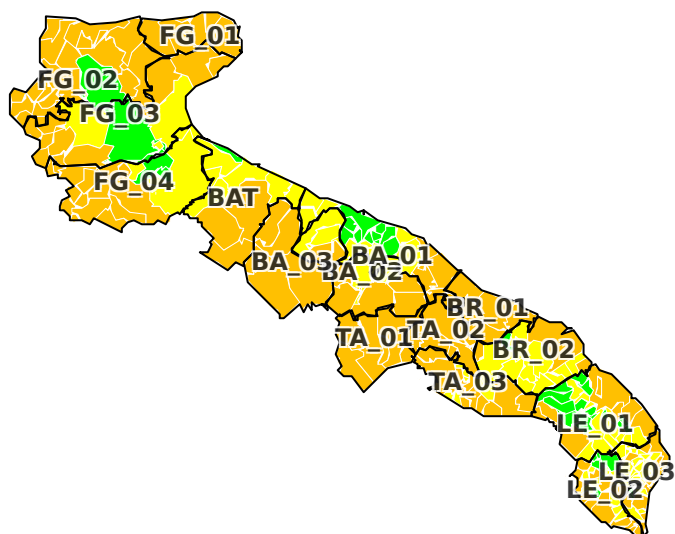 FG_01
FG_02
FG_03
FG_04
BAT
BA_01
BA_03
BA_02
BR_01
TA_02
TA_01
BR_02
TA_03
LE_01
LE_03
LE_02